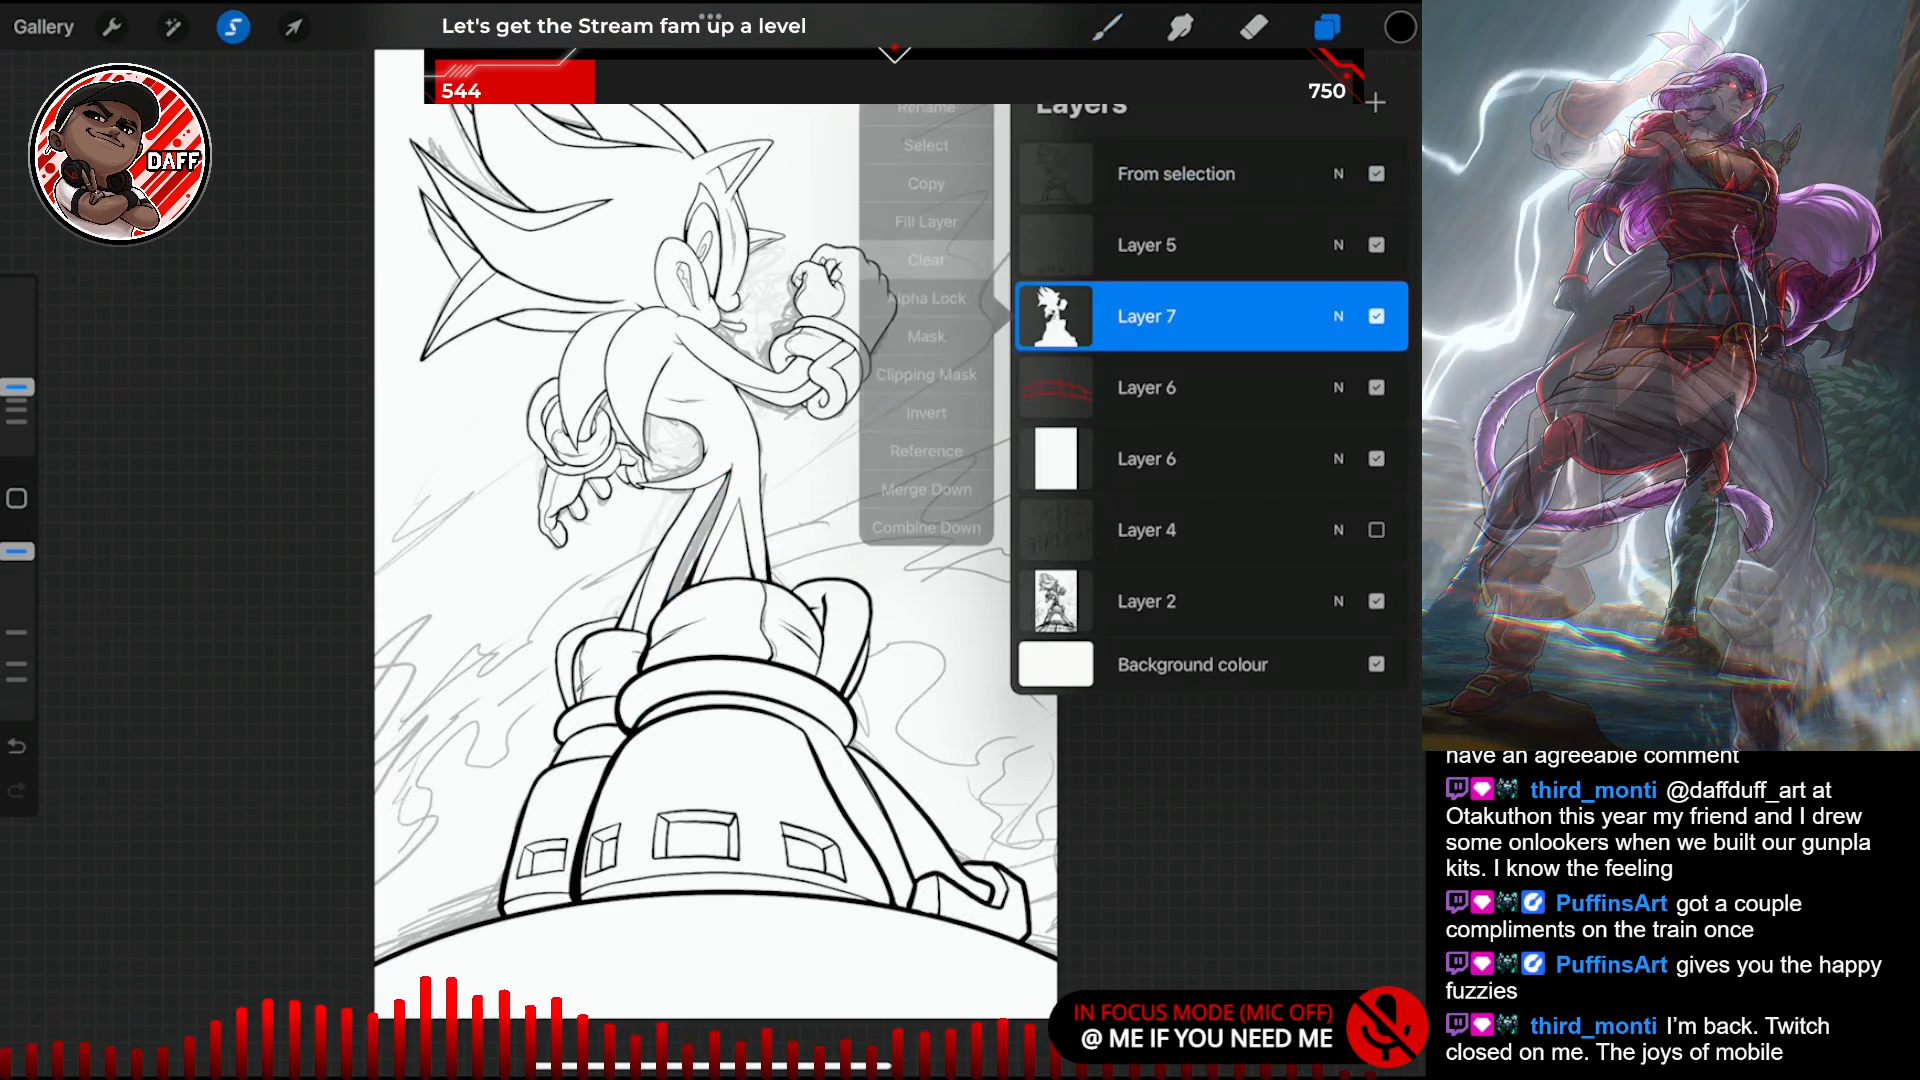 Gallery
Let's get the Stream fam up a level
544
750
DAFF
Rename
Select
Copy
Fill Layer
Clear
Alpha Lock
Mask
Clipping Mask
Invert
Reference
Merge Down
Combine Down
Layers
From selection N
Layer 5 N
Layer 7 N
Layer 6 N
Layer 6 N
Layer 4 N
Layer 2 N
Background colour
have an agreeable comment
third_monti @daffduff_art at
Otakuthon this year my friend and I drew
some onlookers when we built our gunpla
kits. I know the feeling
PuffinsArt got a couple
compliments on the train once
PuffinsArt gives you the happy
fuzzies
third_monti I'm back. Twitch
closed on me. The joys of mobile
IN FOCUS MODE (MIC OFF)
@ ME IF YOU NEED ME